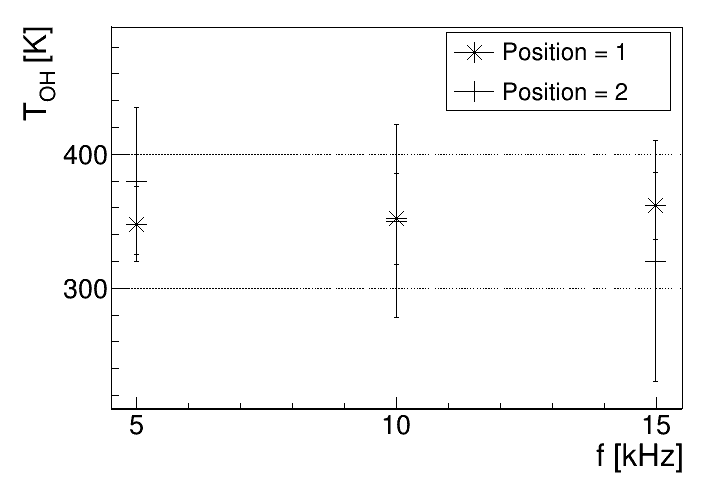 T_OH [K]
Position = 1
Position = 2
400
300
5 10 15
f [kHz]